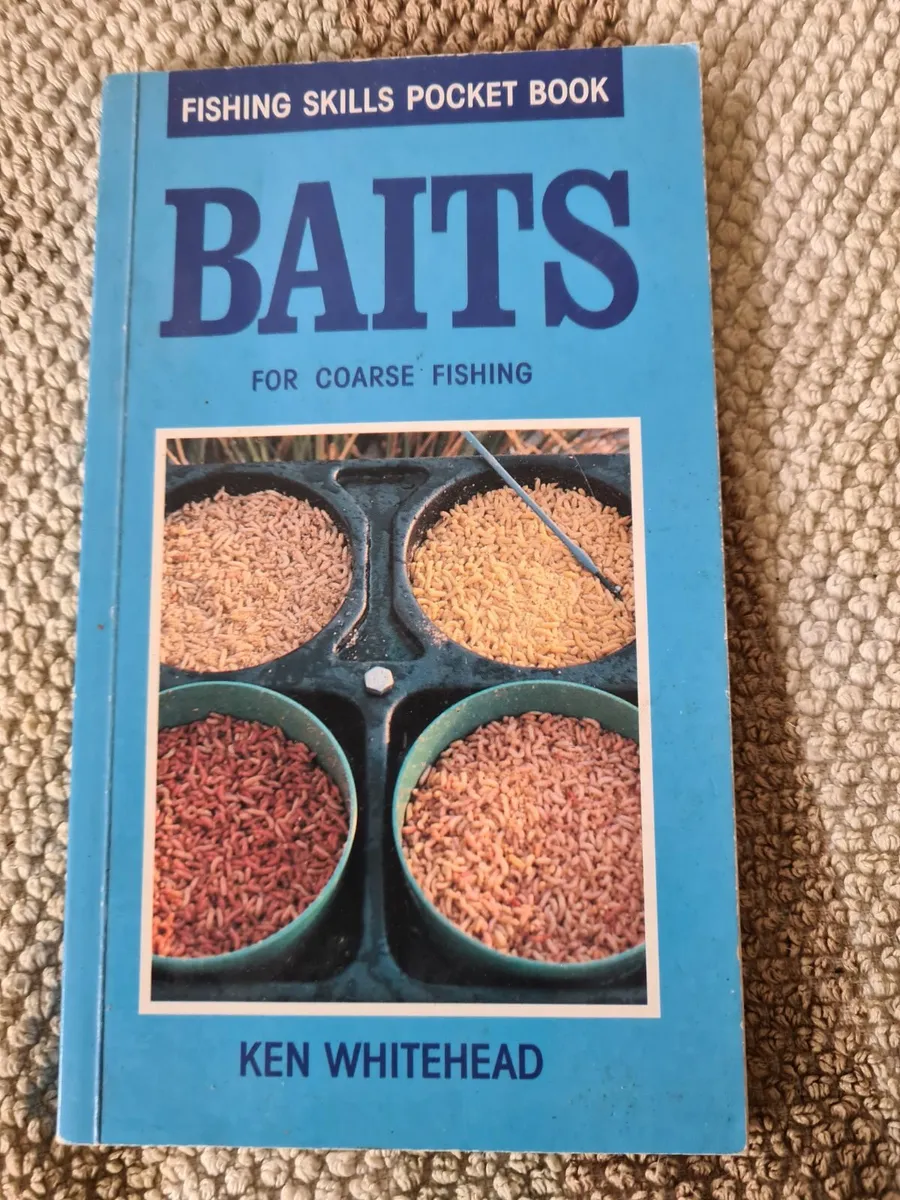 FISHING SKILLS POCKET BOOK
BAITS
FOR COARSE FISHING
KEN WHITEHEAD